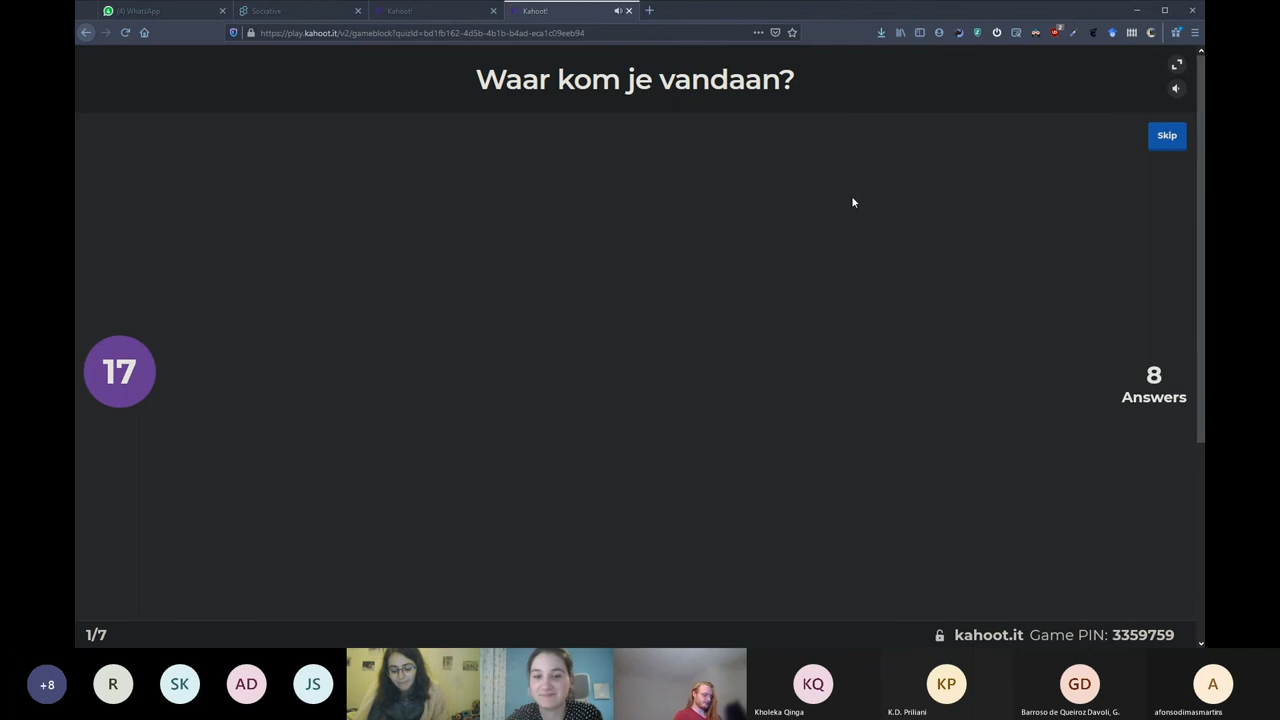 (4) WhatsApp
Socrative
Kahoot!
Kahoot!
https://play.kahoot.it/v2/gameblock?quizId=bd1fb162-4d5b-4b1b-b4ad-eca1c09eeb94
2
Waar kom je vandaan?
Skip
17
8
Answers
1/7
kahoot.it Game PIN: 3359759
+8
R
SK
AD
JS
KQ
KP
GD
A
Kholeka Qinga
K.D. Priliani
Barroso de Queiroz Davoli, G.
afonsodimasmartins